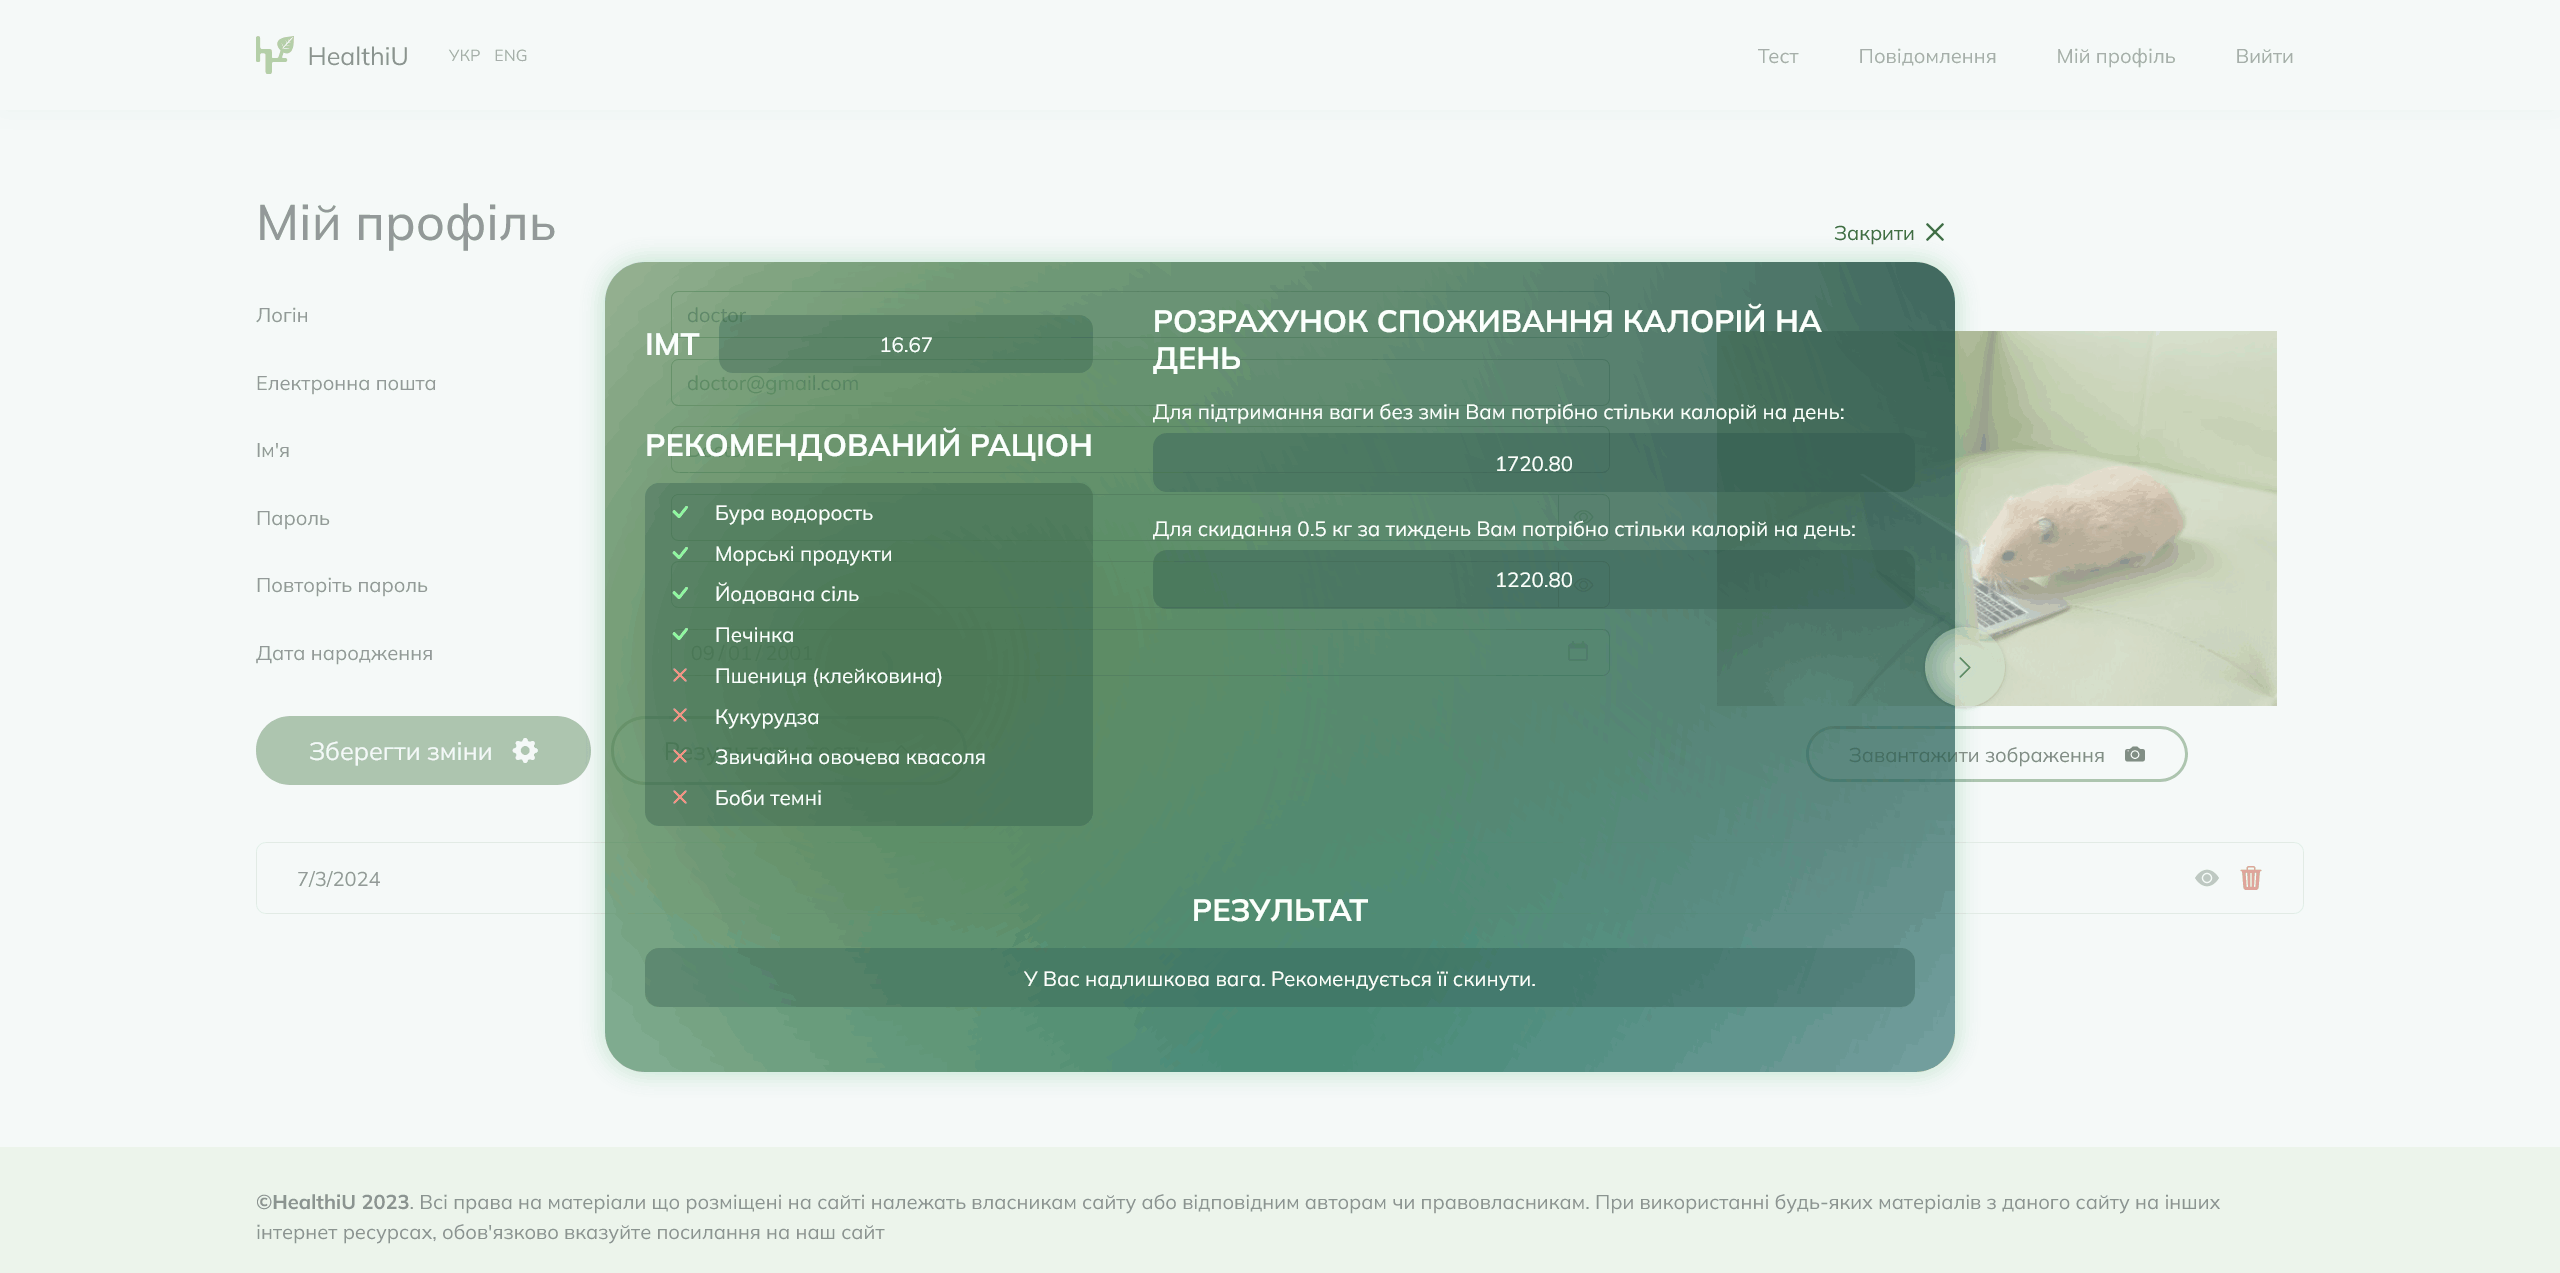 HealthiU
УКР ENG
Тест Повідомлення Мій профіль Вийти
Мій профіль
Закрити
Логін
doctor
Електронна пошта
doctor@gmail.com
Ім'я
Пароль
Повторіть пароль
Дата народження
09/01/2001
Зберегти зміни
Завантажити зображення
7/3/2024
ІМТ 16.67
РЕКОМЕНДОВАНИЙ РАЦІОН
Бура водорость
Морські продукти
Йодована сіль
Печінка
Пшениця (клейковина)
Кукурудза
Звичайна овочева квасоля
Боби темні
РОЗРАХУНОК СПОЖИВАННЯ КАЛОРІЙ НА
ДЕНЬ
Для підтримання ваги без змін Вам потрібно стільки калорій на день:
1720.80
Для скидання 0.5 кг за тиждень Вам потрібно стільки калорій на день:
1220.80
РЕЗУЛЬТАТ
У Вас надлишкова вага. Рекомендується її скинути.
©HealthiU 2023. Всі права на матеріали що розміщені на сайті належать власникам сайту або відповідним авторам чи правовласникам. При використанні будь-яких матеріалів з даного сайту на інших
інтернет ресурсах, обов'язково вказуйте посилання на наш сайт